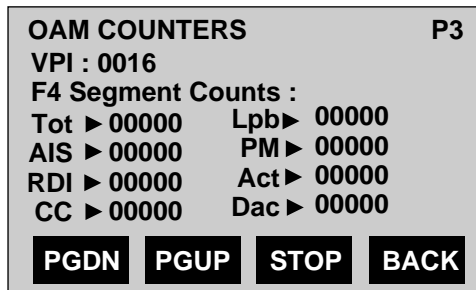 OAM COUNTERS P3
VPI : 0016
F4 Segment Counts :
Tot ►00000 Lpb► 00000
AIS ►00000 PM► 00000
RDI ►00000 Act► 00000
CC ►00000 Dac► 00000
PGDN PGUP STOP BACK